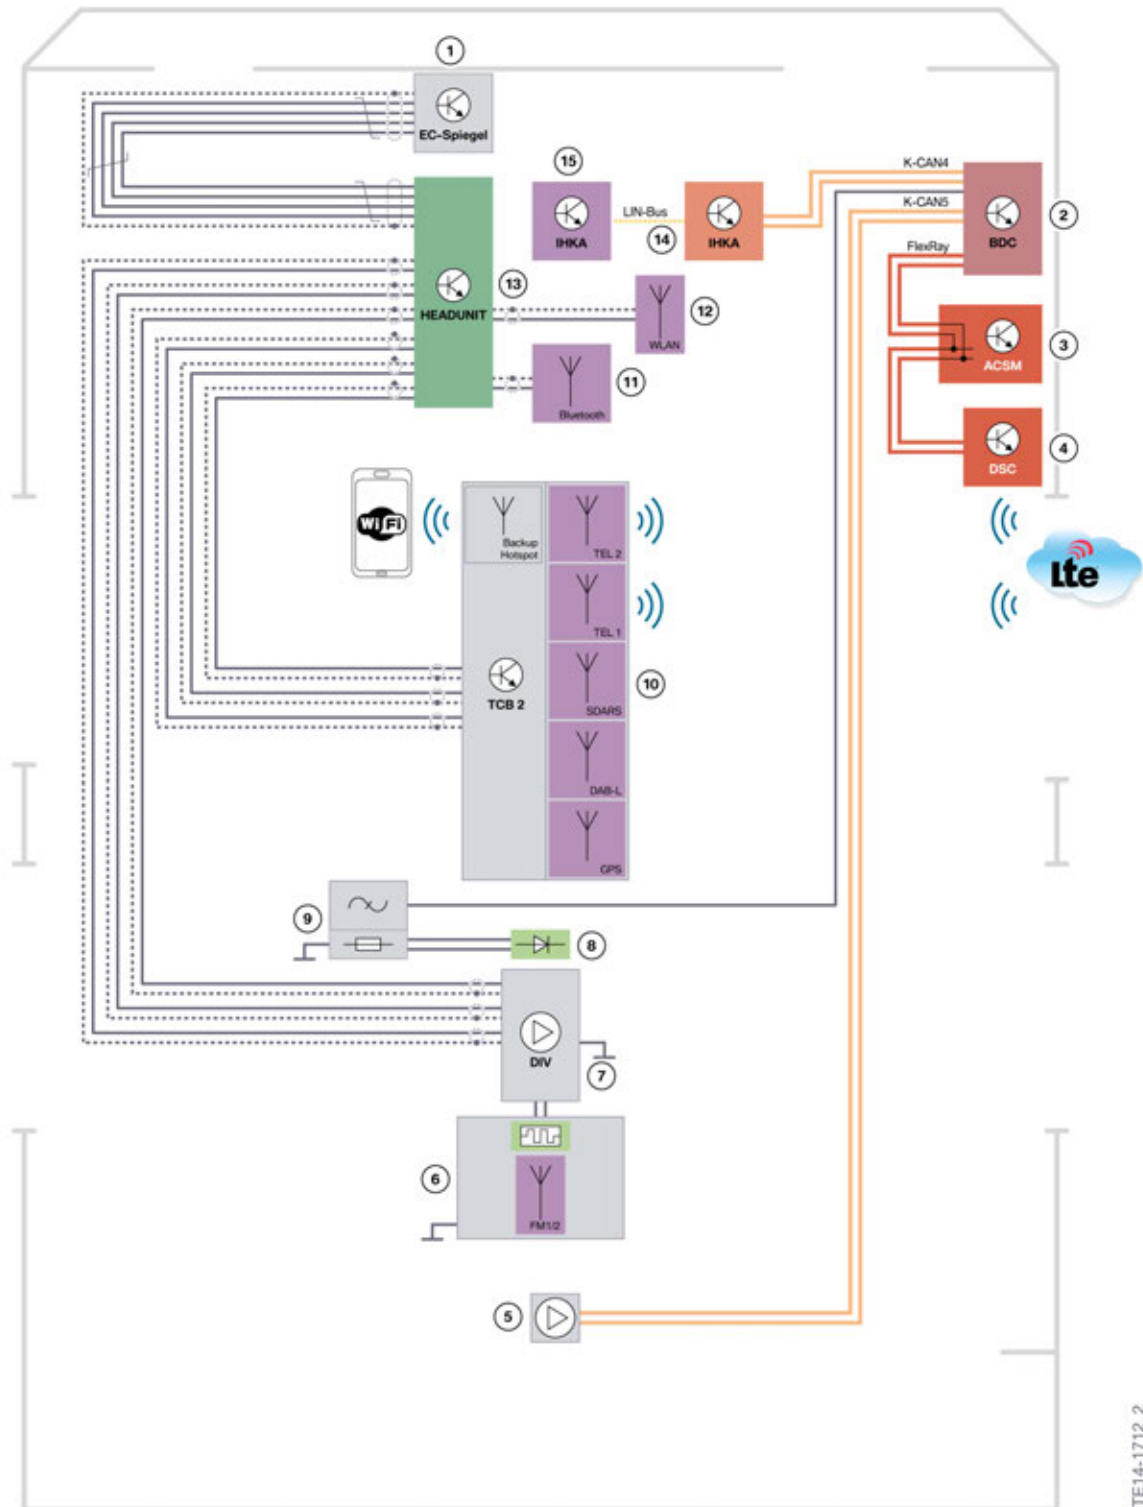 1
EC-Spiegel
15
IHKA
LIN-Bus
14
IHKA
K-CAN4
K-CAN5
FlexRay
BDC
2
HEADUNIT
13
WLAN
12
ACSM
3
Bluetooth
11
DSC
4
WiFi
Backup
Hotspot
TEL 2
Lte
TEL 1
TCB 2
SDARS
10
DAB-L
GPS
9
8
DIV
7
6
FM1/2
5
TE14-1712_2